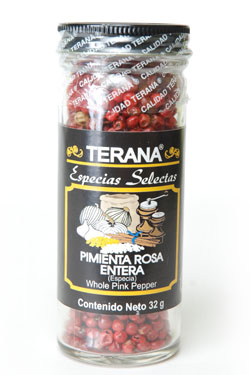 CALIDAD TERANA
TERANA®
Especias Selectas
PIMIENTA ROSA
ENTERA
(Especia)
Whole Pink Pepper
Contenido Neto 32 g